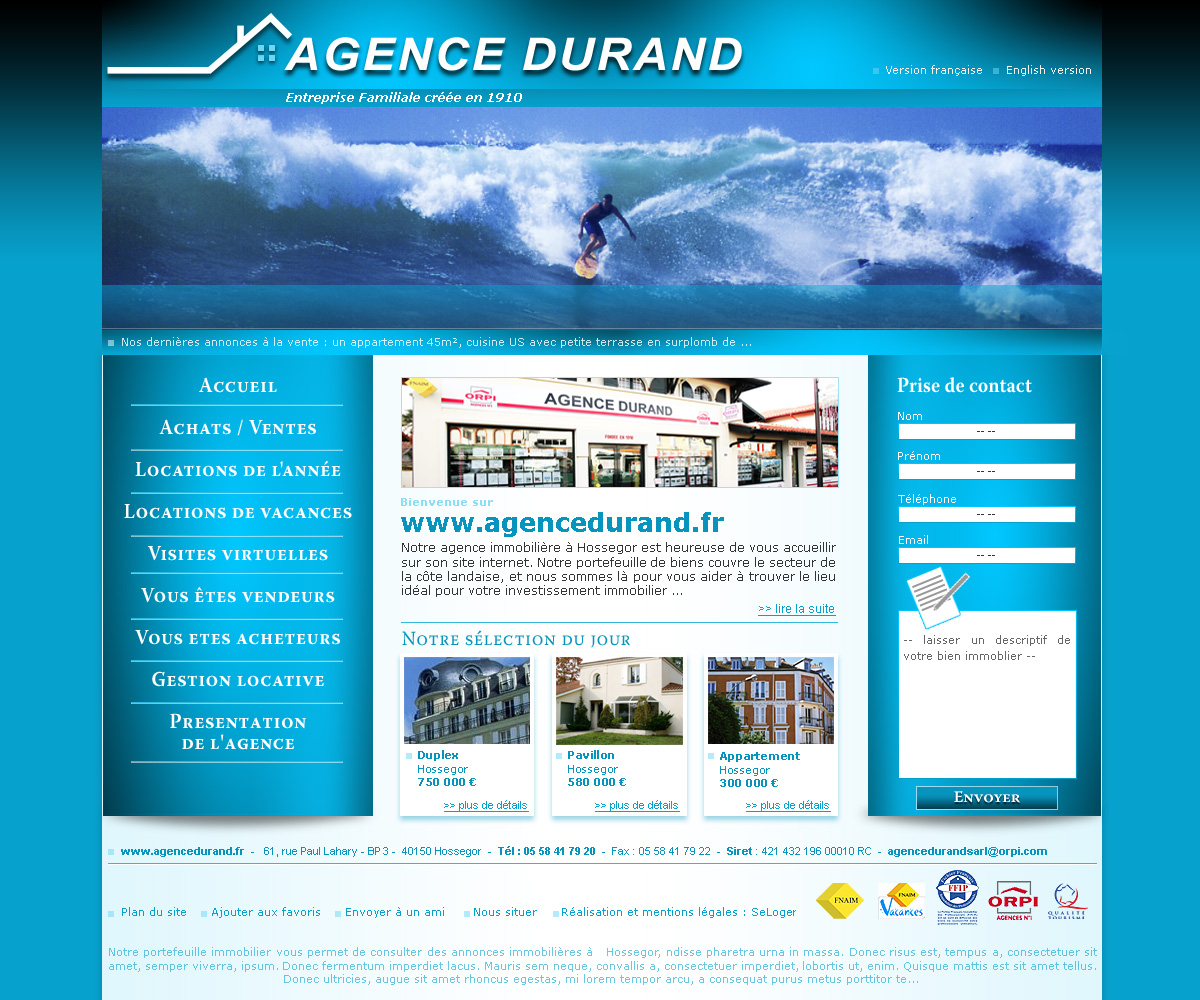 AGENCE DURAND
Version française
English version
Entreprise Familiale créée en 1910
Nos dernières annonces à la vente : un appartement 45m², cuisine US avec petite terrasse en surplomb de ...
Accueil
Achats / Ventes
Locations de l'année
Locations de vacances
Visites virtuelles
Vous êtes vendeurs
Vous etes acheteurs
Gestion locative
Presentation
de l'agence
ORPI
AGENCE DURAND
Bienvenue sur
www.agencedurand.fr
Notre agence immobilière à Hossegor est heureuse de vous accueillir
sur son site internet. Notre portefeuille de biens couvre le secteur de
la côte landaise, et nous sommes là pour vous aider à trouver le lieu
idéal pour votre investissement immobilier ...
>> lire la suite
Notre sélection du jour
Duplex
Hossegor
750 000 €
>> plus de détails
Pavillon
Hossegor
580 000 €
>> plus de détails
Appartement
Hossegor
300 000 €
>> plus de détails
Prise de contact
Nom
-- --
Prénom
-- --
Téléphone
-- --
Email
-- --
-- laisser un descriptif de
votre bien immoblier --
Envoyer
www.agencedurand.fr - 61, rue Paul Lahary - BP 3 - 40150 Hossegor - Tél : 05 58 41 79 20 - Fax : 05 58 41 79 22 - Siret : 421 432 196 00010 RC - agencedurandsarl@orpi.com
Plan du site
Ajouter aux favoris
Envoyer à un ami
Nous situer
Réalisation et mentions légales : SeLoger
FNAIM
FNAIM
Vacances
FFIP
ORPI
AGENCES N°1
QUALITÉ
TOURISME
Notre portefeuille immobilier vous permet de consulter des annonces immobilières à Hossegor, ndisse pharetra urna in massa. Donec risus est, tempus a, consectetuer sit
amet, semper viverra, ipsum. Donec fermentum imperdiet lacus. Mauris sem neque, convallis a, consectetuer imperdiet, lobortis ut, enim. Quisque mattis est sit amet tellus.
Donec ultricies, augue sit amet rhoncus egestas, mi lorem tempor arcu, a consequat purus metus porttitor te...